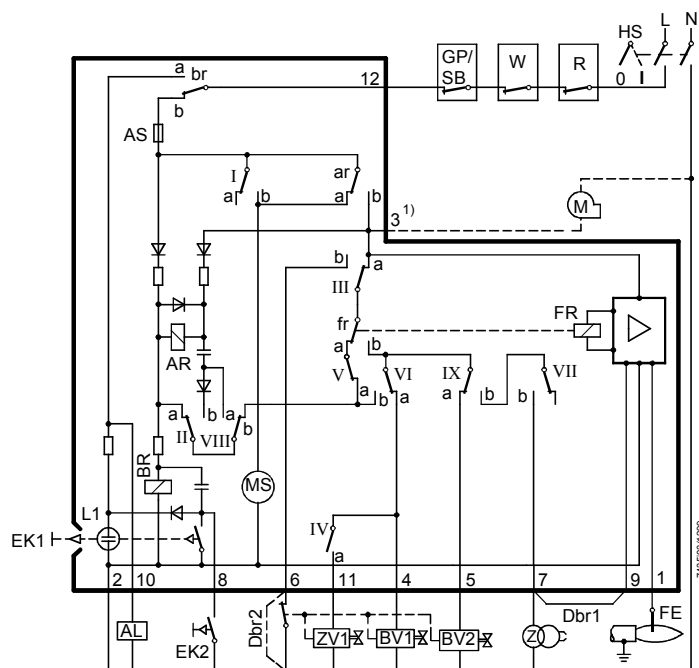 HS L N
GP/
SB
W
R
0 I
a br
12
b
AS
I
ar
a b
a
b
3 1)
M
b a
III
fr
FR
a
b
AR
V
a
VI
b a
IX
a b
VII
b
a
II
b
VIII
a
b
BR
MS
L1
EK1
IV
a
2 10 8 6 11 4 5 7 9 1
Dbr2
Dbr1
AL
EK2
ZV1
BV1
BV2
Z
FE